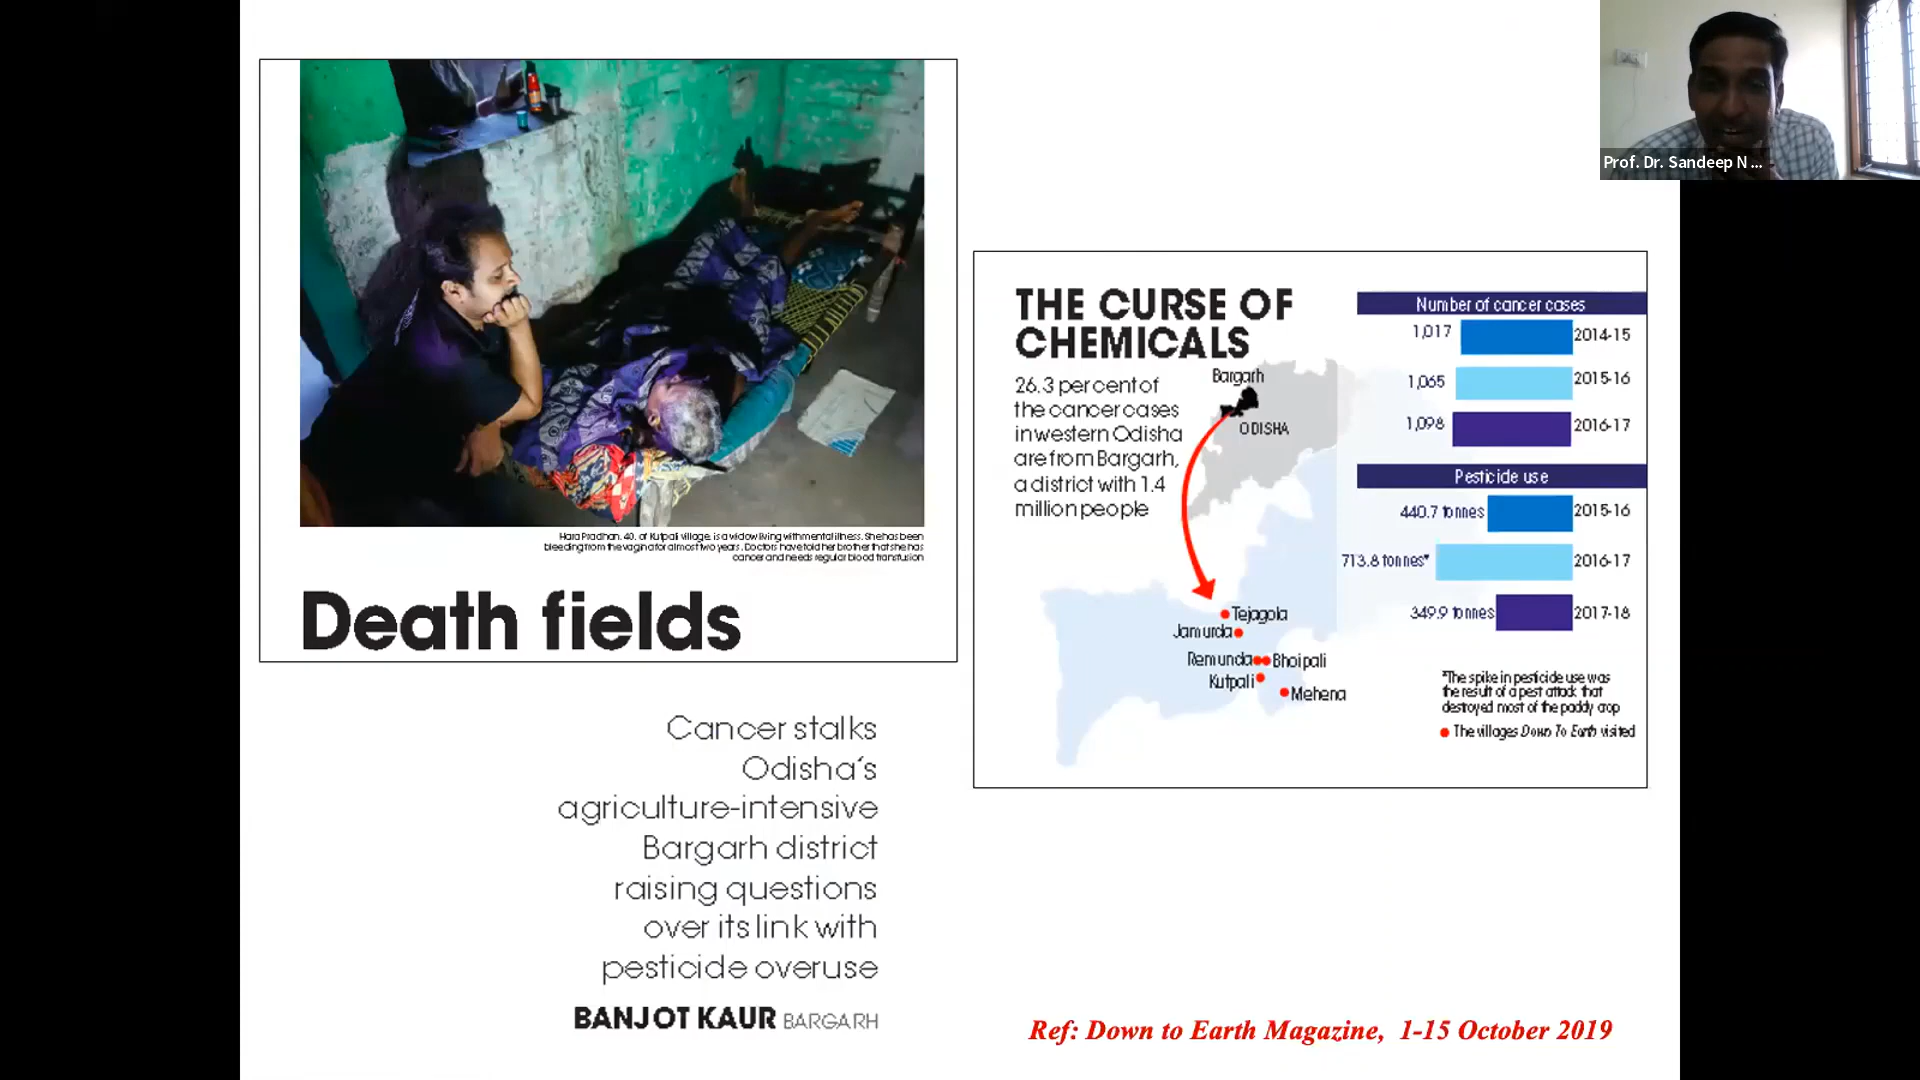 Prof. Dr. Sandeep N ...
Hara Pradhan, 40, of Kutpali village, is a widow living with mental illness. She has been
bleeding from the vagina for almost two years. Doctors have told her brother that she has
cancer and needs regular blood transfusion
Death fields
Cancer stalks
Odisha's
agriculture-intensive
Bargarh district
raising questions
over its link with
pesticide overuse
BANJOT KAUR BARGARH
THE CURSE OF
CHEMICALS
26.3 per cent of
the cancer cases
in western Odisha
are from Bargarh,
a district with 1.4
million people
Bargarh
ODISHA
Tejagola
Jamurda
Remunda
Bhoipali
Kutpali
Mehena
Number of cancer cases
1,017 2014-15
1,065 2015-16
1,098 2016-17
Pesticide use
440.7 tonnes 2015-16
713.8 tonnes* 2016-17
349.9 tonnes 2017-18
*The spike in pesticide use was
the result of a pest attack that
destroyed most of the paddy crop
The villages Down To Earth visited
Ref: Down to Earth Magazine, 1-15 October 2019